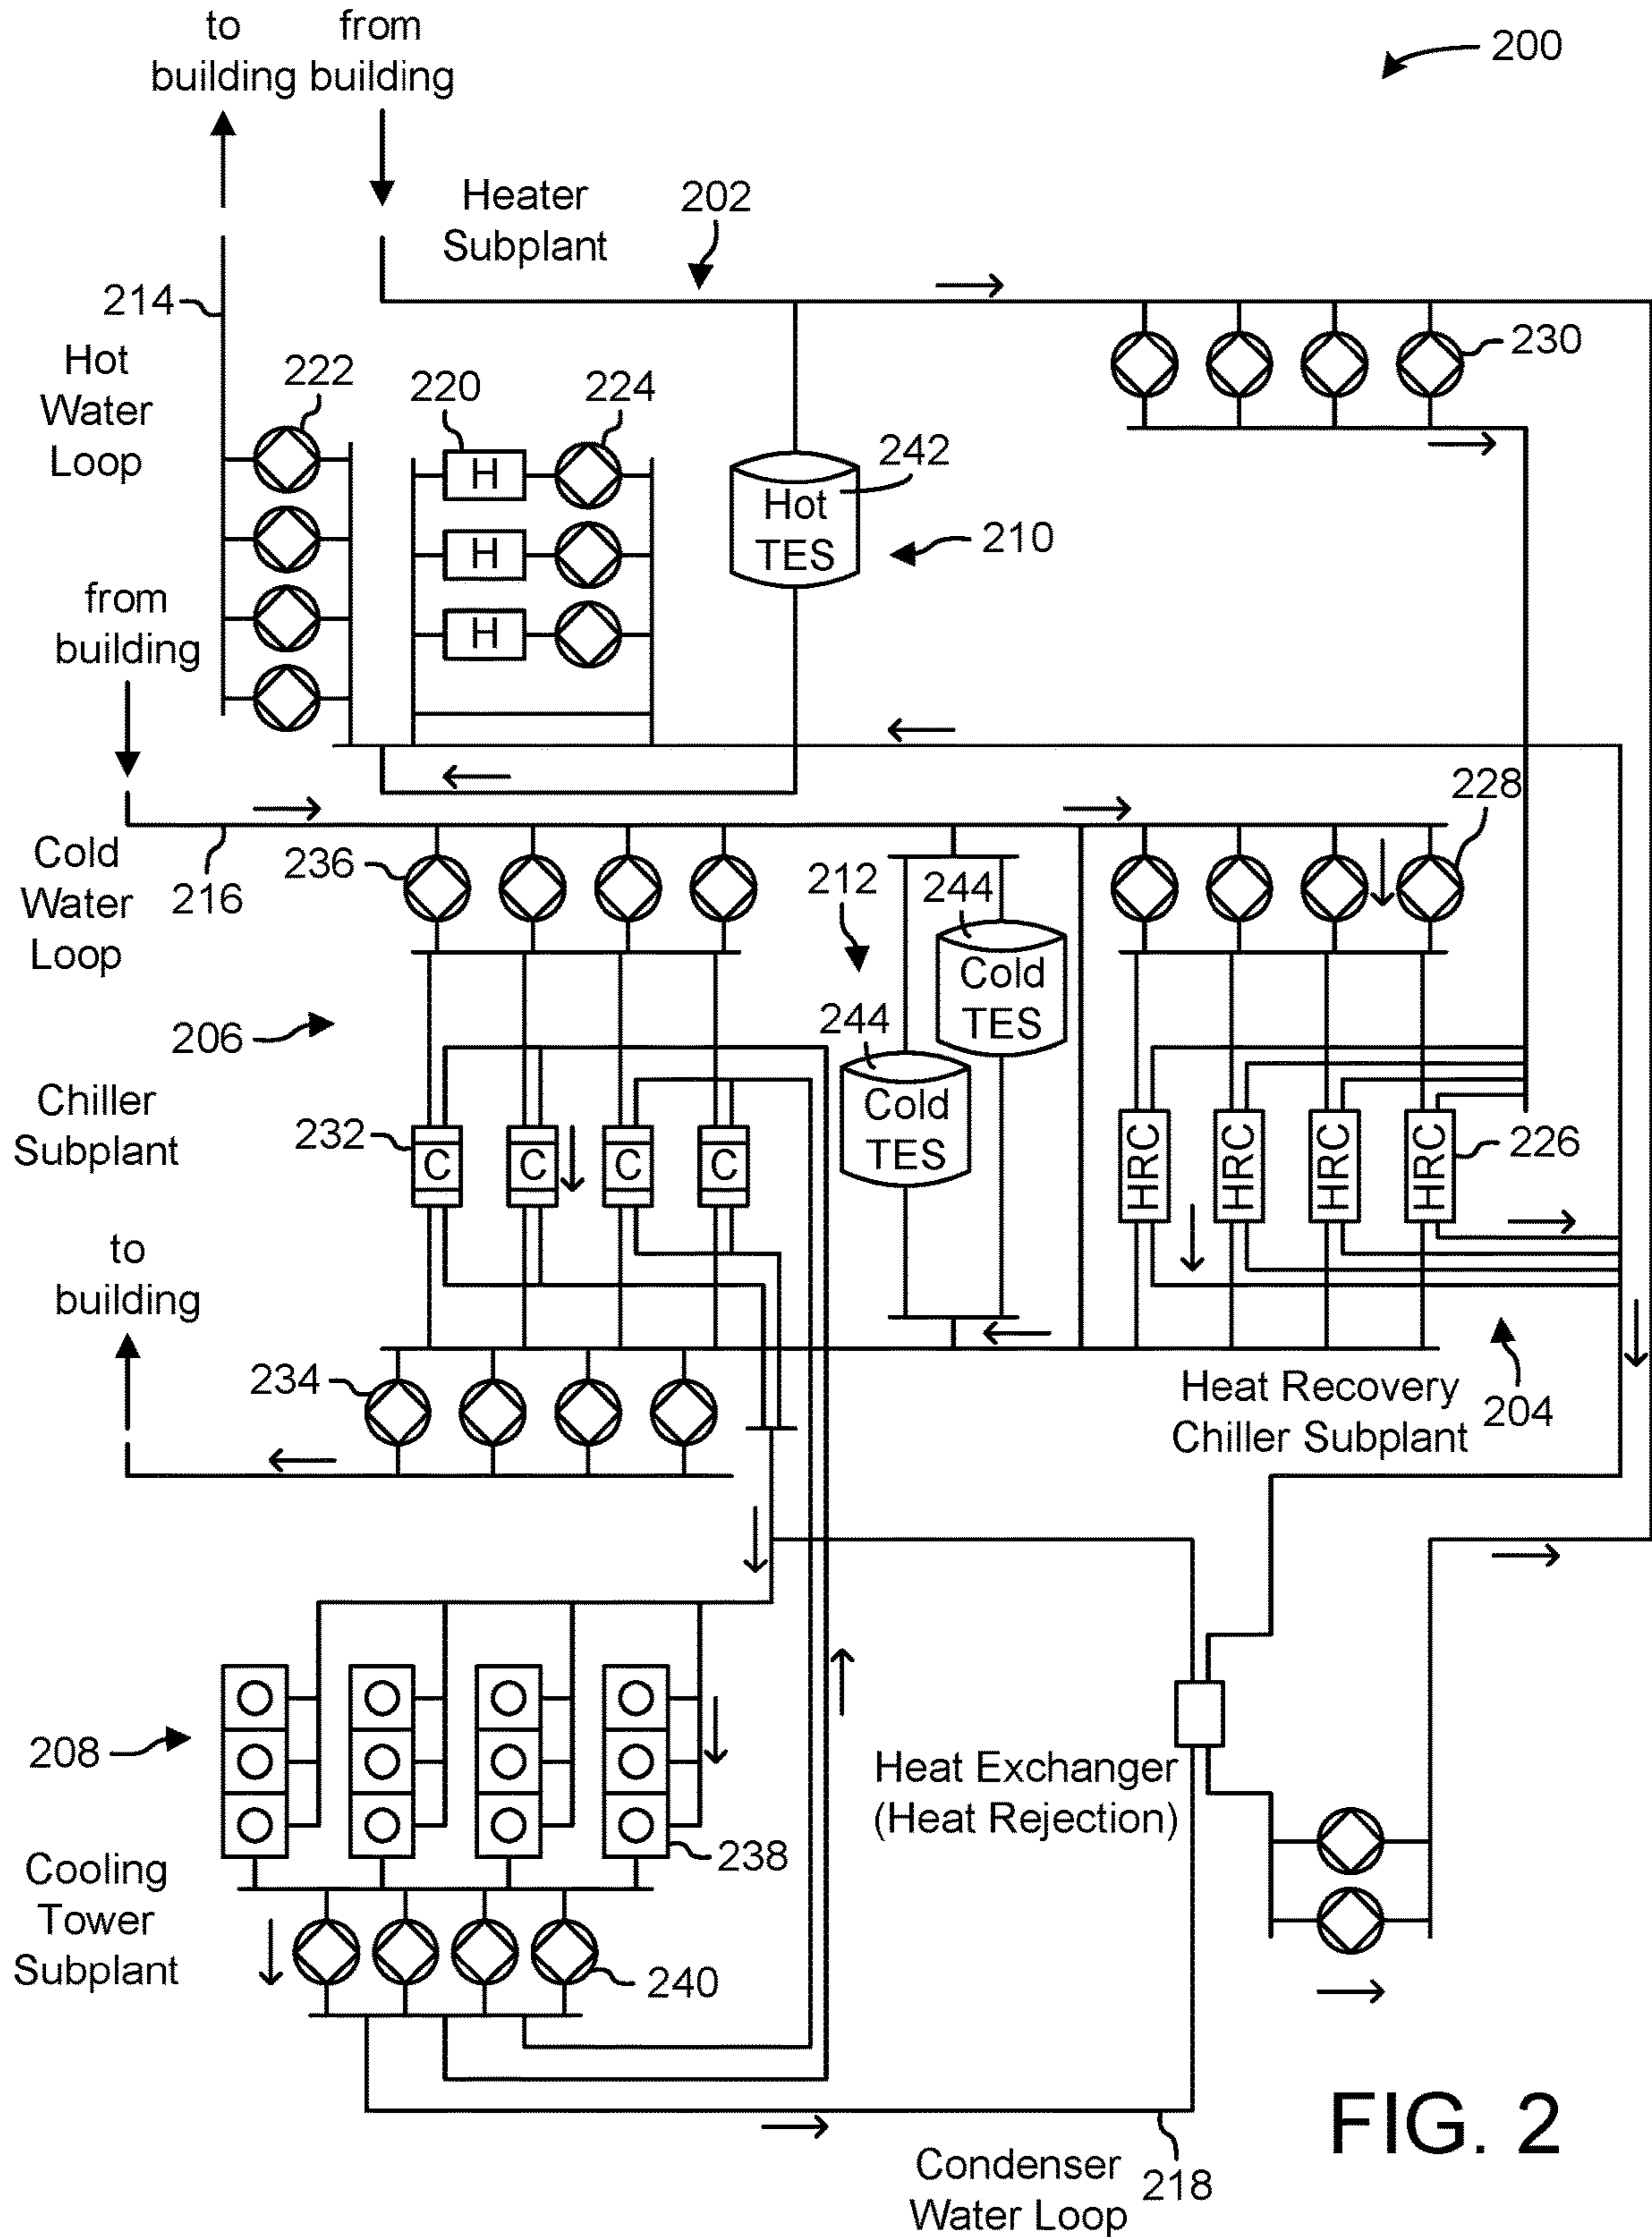 to
building
from
building
200
Heater
Subplant
202
214
Hot
Water
Loop
222
220
224
230
H
H
H
242
Hot
TES
210
from
building
228
Cold
Water
Loop
216
236
212
244
Cold
TES
244
Cold
TES
206
Chiller
Subplant
232
C
C
C
C
HRC
HRC
HRC
HRC
226
to
building
234
Heat Recovery
Chiller Subplant
204
208
238
Heat Exchanger
(Heat Rejection)
Cooling
Tower
Subplant
240
Condenser
Water Loop
218
FIG. 2